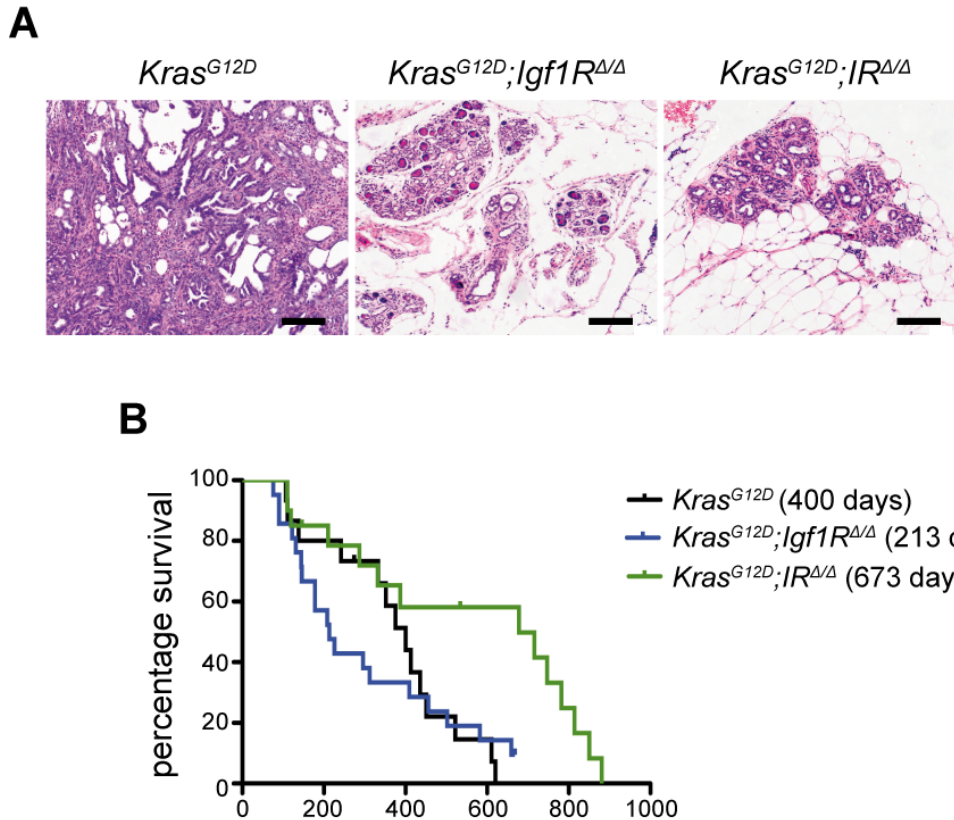 A
Kras^G12D Kras^G12D;Igf1R^Δ/Δ Kras^G12D;IR^Δ/Δ
B
percentage survival
100
80
60
40
20
0
0 200 400 600 800 1000
Kras^G12D (400 days)
Kras^G12D;Igf1R^Δ/Δ (213 d
Kras^G12D;IR^Δ/Δ (673 day